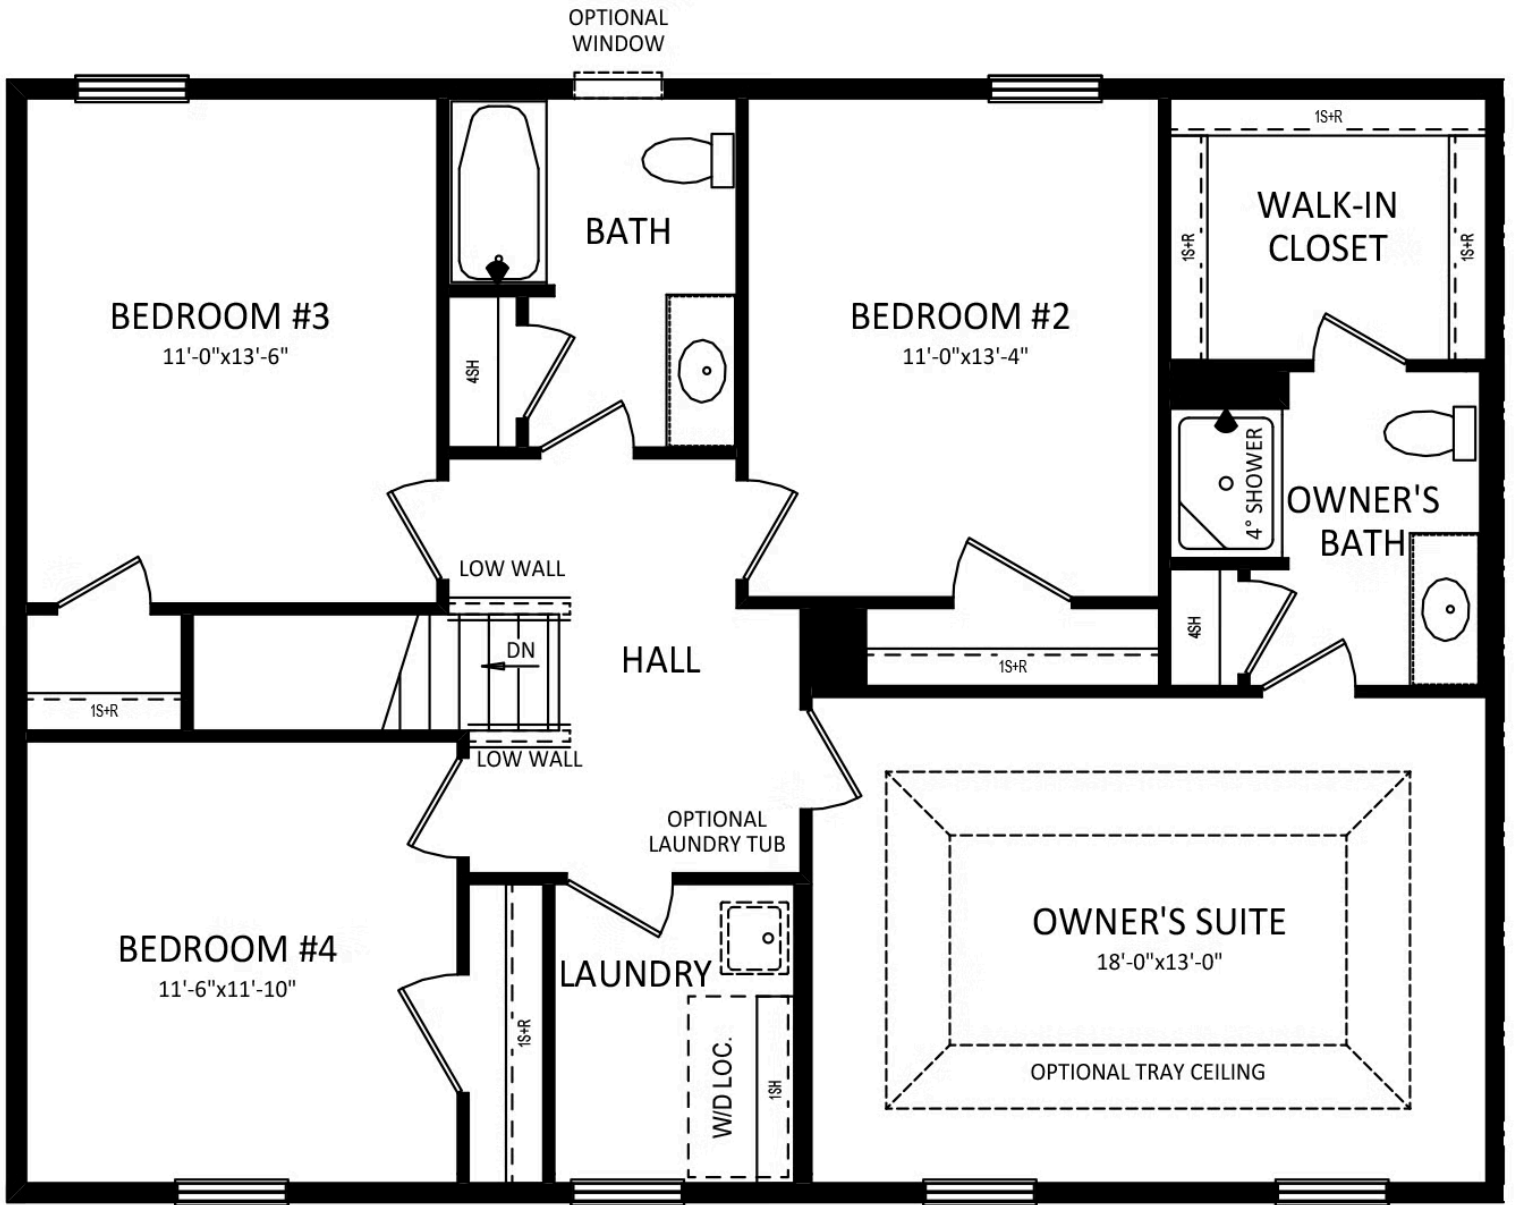 OPTIONAL
WINDOW
1S+R
BATH
WALK-IN
CLOSET
1S+R
1S+R
BEDROOM #3
11'-0"x13'-6"
BEDROOM #2
11'-0"x13'-4"
4SH
4" SHOWER
OWNER'S
BATH
LOW WALL
4SH
DN
HALL
1S+R
1S+R
LOW WALL
OPTIONAL
LAUNDRY TUB
BEDROOM #4
11'-6"x11'-10"
OWNER'S SUITE
18'-0"x13'-0"
LAUNDRY
1S+R
W/D LOC.
1SH
OPTIONAL TRAY CEILING